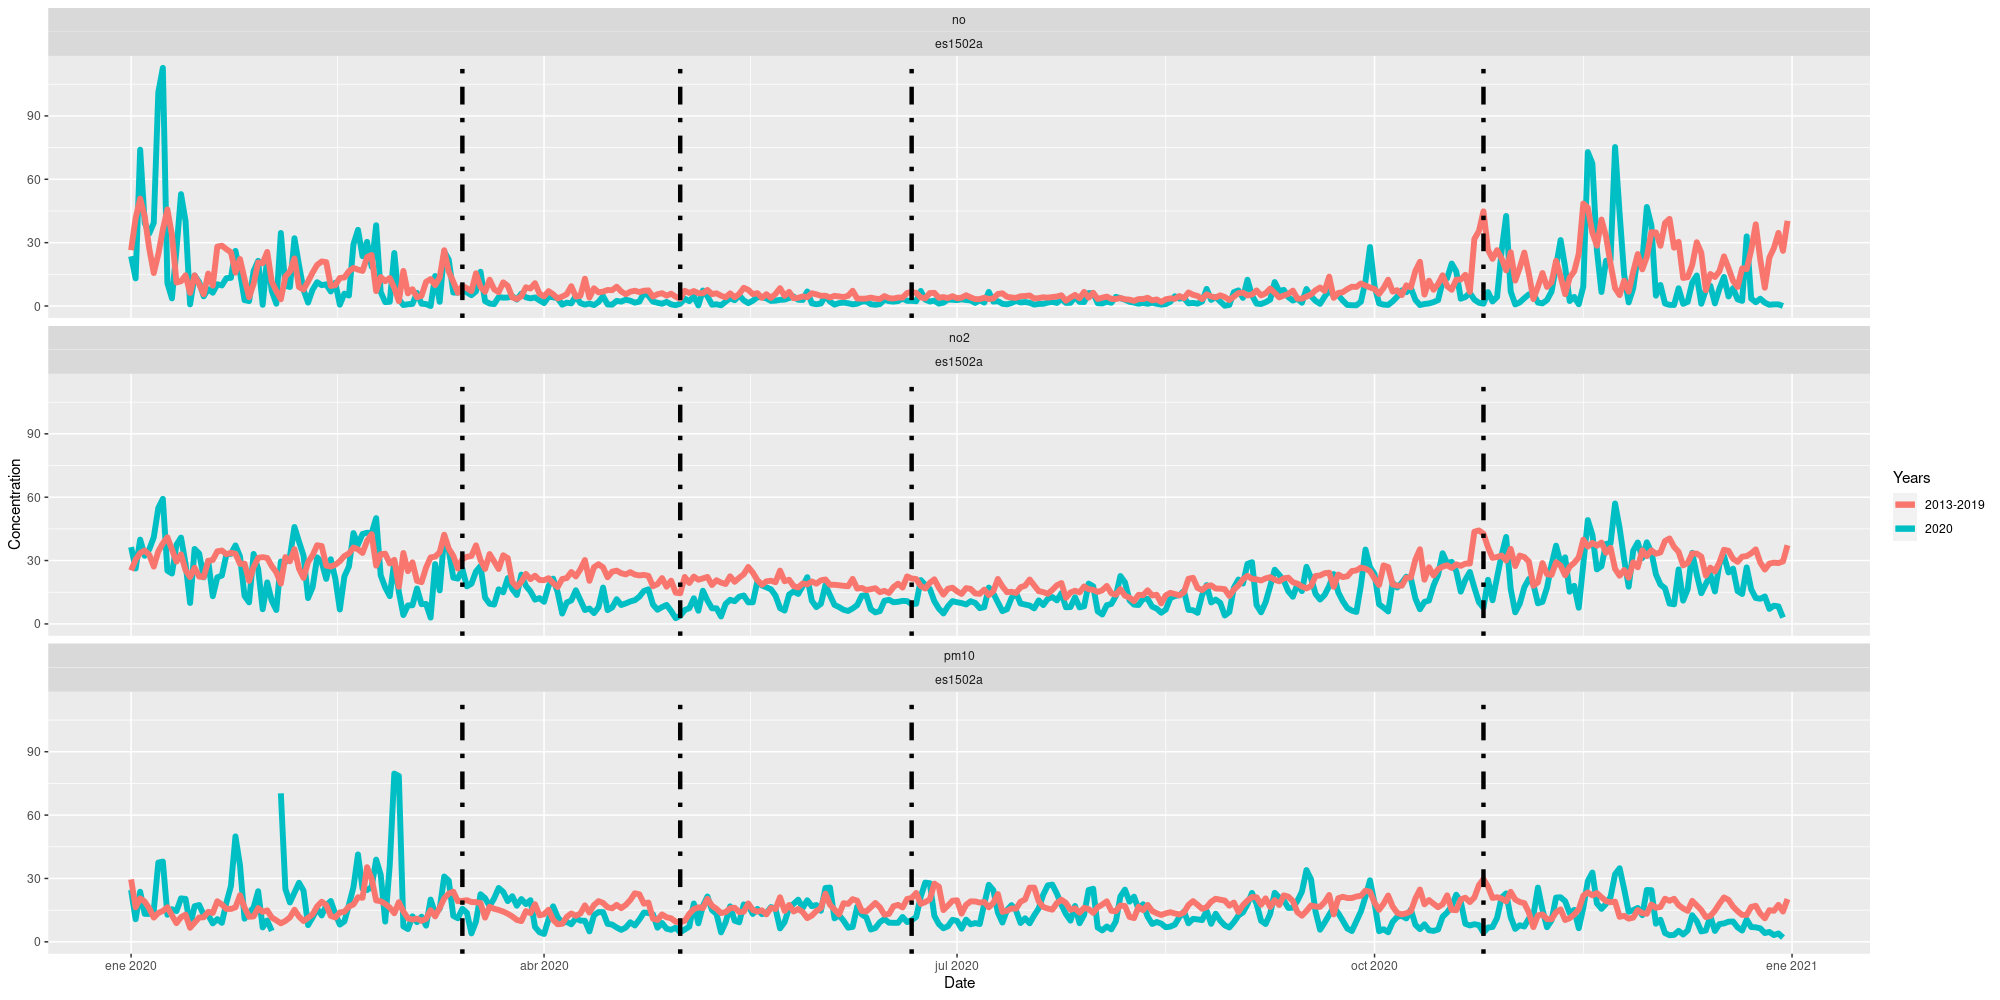 no
es1502a
90
60
30
0
no2
es1502a
90
60
30
0
pm10
es1502a
90
60
30
0
ene 2020
abr 2020
jul 2020
oct 2020
ene 2021
Date
Concentration
Years
2013-2019
2020